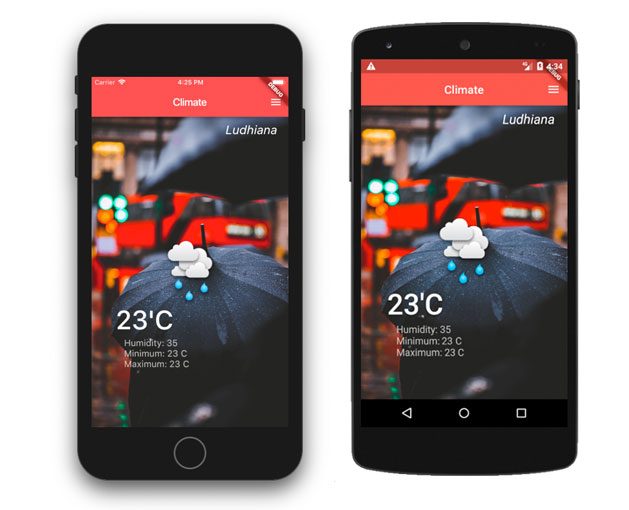 Carrier
4:25 PM
DEBUG
Climate
Ludhiana
23'C
Humidity: 35
Minimum: 23 C
Maximum: 23 C
4G
4:34
DEBUG
Climate
Ludhiana
23'C
Humidity: 35
Minimum: 23 C
Maximum: 23 C